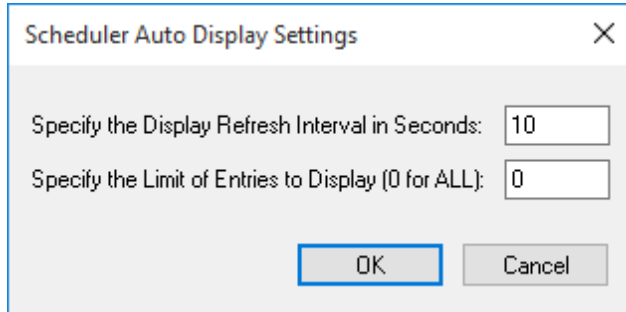 Scheduler Auto Display Settings
Specify the Display Refresh Interval in Seconds: 10
Specify the Limit of Entries to Display (0 for ALL): 0
OK Cancel